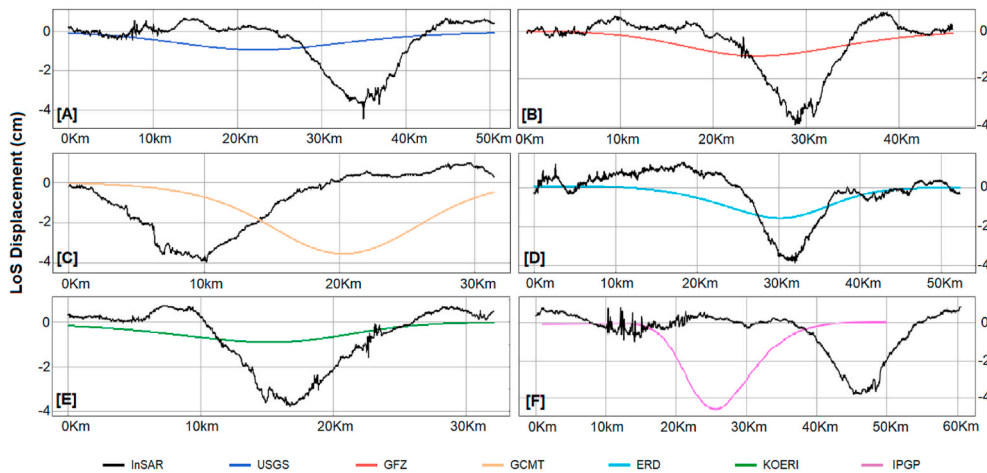 0
-2
-4
[A]
0Km
10km
20Km
30Km
40Km
50Km
0
-2
-4
[B]
0Km
10Km
20Km
30Km
40Km
LoS Displacement (cm)
0
-2
-4
[C]
0km
10km
20km
30Km
0
-2
-4
[D]
0Km
10Km
20Km
30Km
40Km
50Km
0
-2
-4
[E]
0Km
10Km
20Km
30Km
0
-2
-4
[F]
0Km
10Km
20Km
30Km
40Km
50Km
60Km
InSAR USGS GFZ GCMT ERD KOERI IPGP